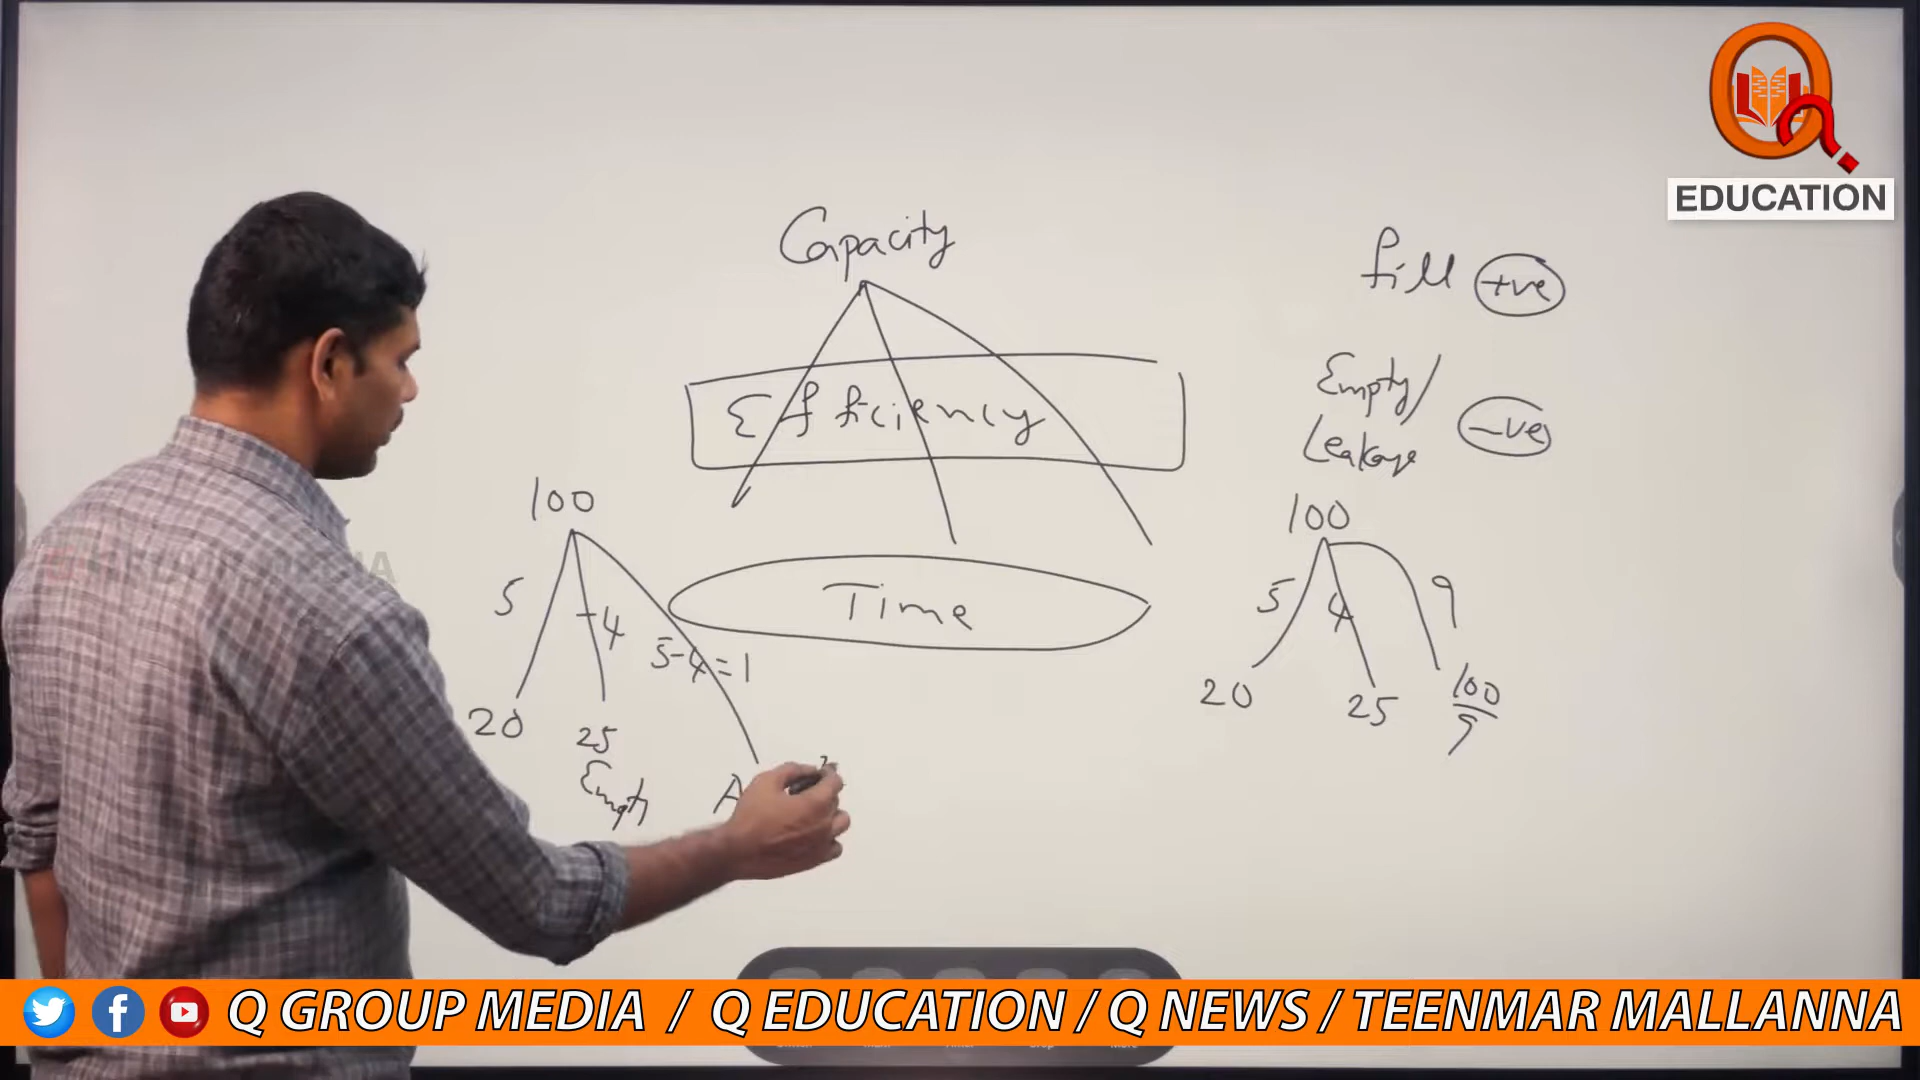 EDUCATION
Capacity
fill +ve
Efficiency
Empty/
Leakage -ve
100
5
-4
5-4=1
20
25
Empty
A
Time
100
5
4
9
20
25
100
9
Q GROUP MEDIA / Q EDUCATION / Q NEWS / TEENMAR MALLANNA